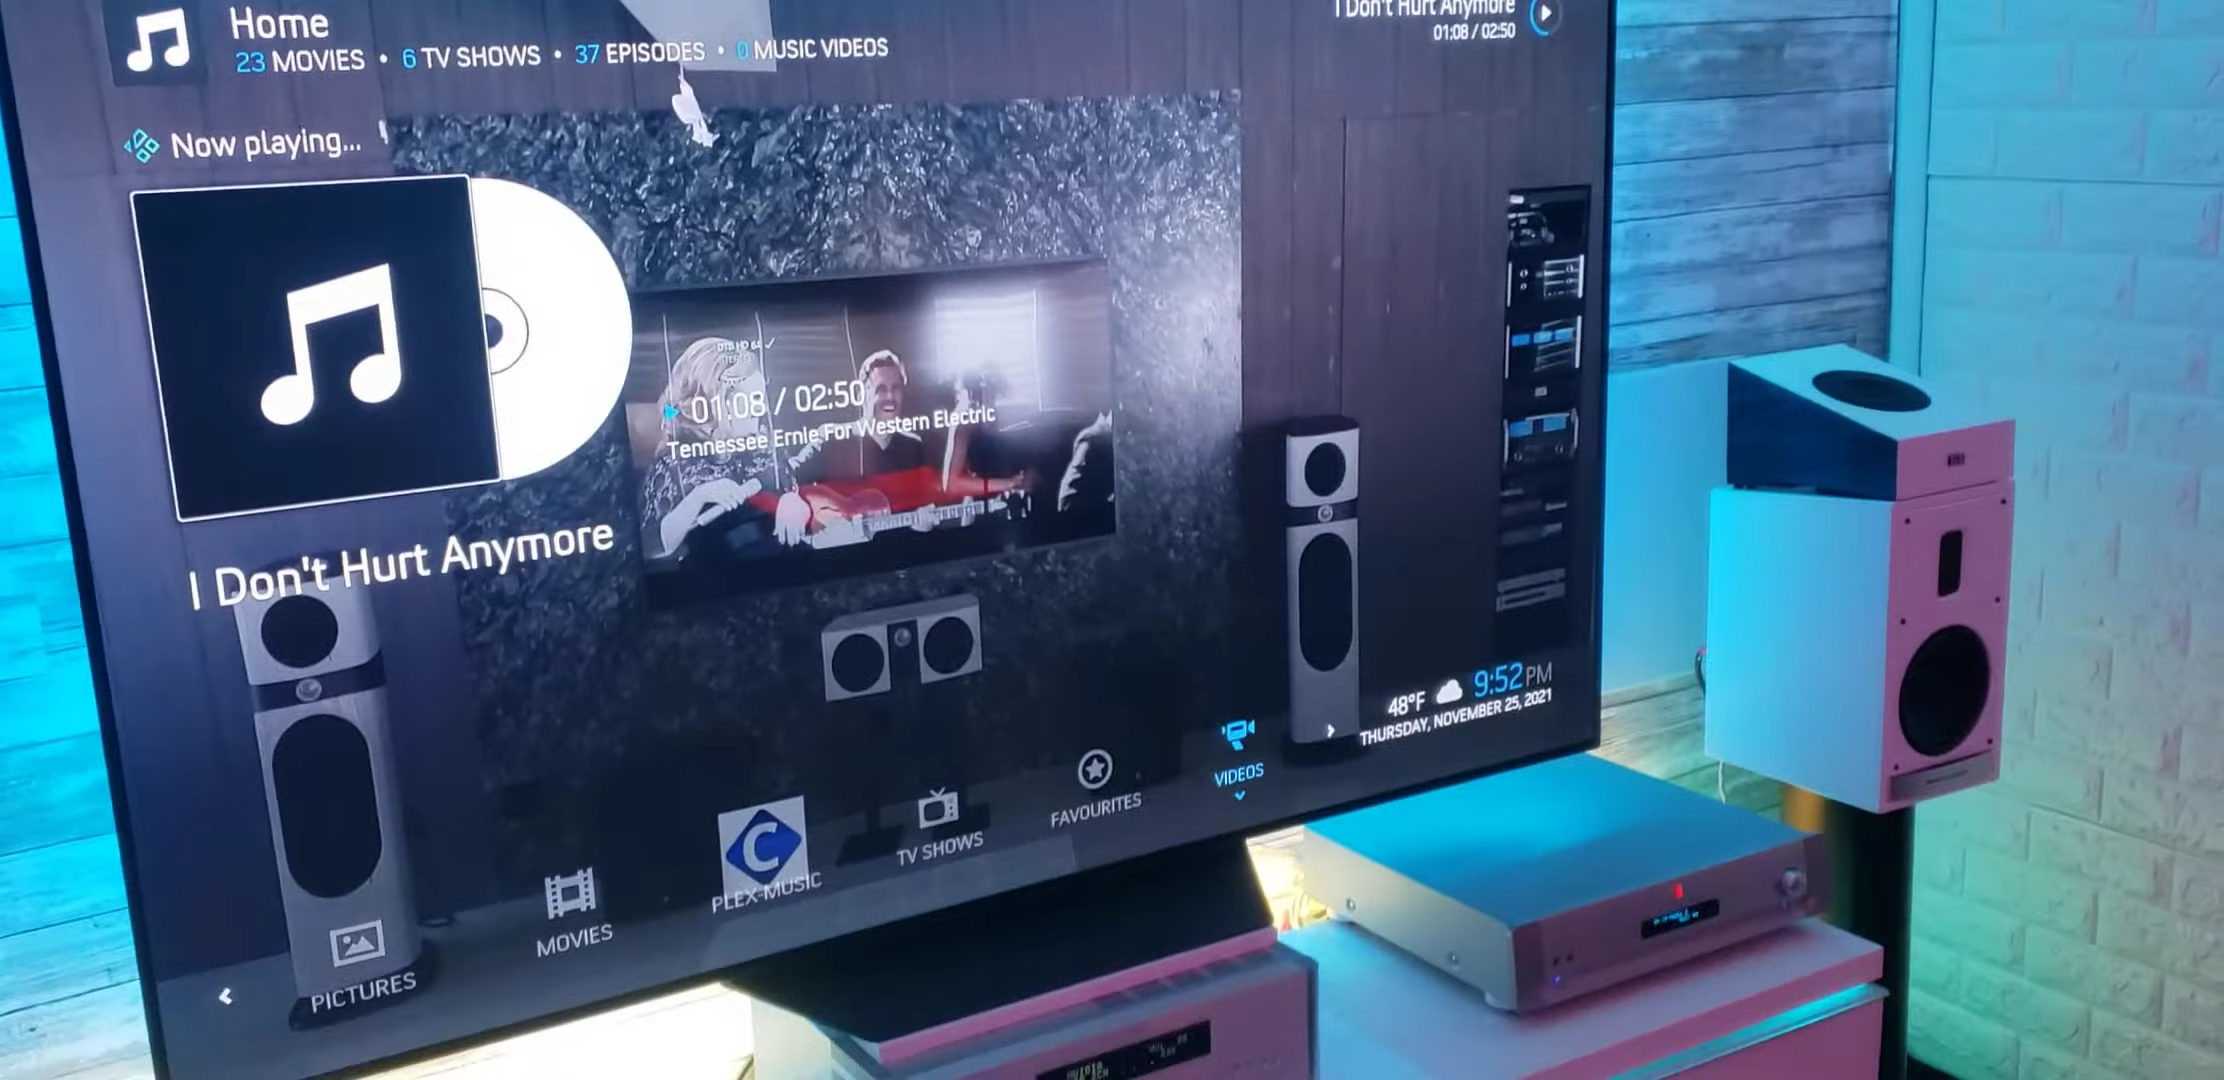 Home
23 MOVIES • 6 TV SHOWS • 37 EPISODES • 0 MUSIC VIDEOS
I Don't Hurt Anymore
01:08 / 02:50
Now playing...
01:08 / 02:50
Tennessee Ernie For Western Electric
I Don't Hurt Anymore
48°F 9:52 PM
THURSDAY, NOVEMBER 25, 2021
PICTURES
MOVIES
C
PLEX-MUSIC
TV SHOWS
FAVOURITES
VIDEOS